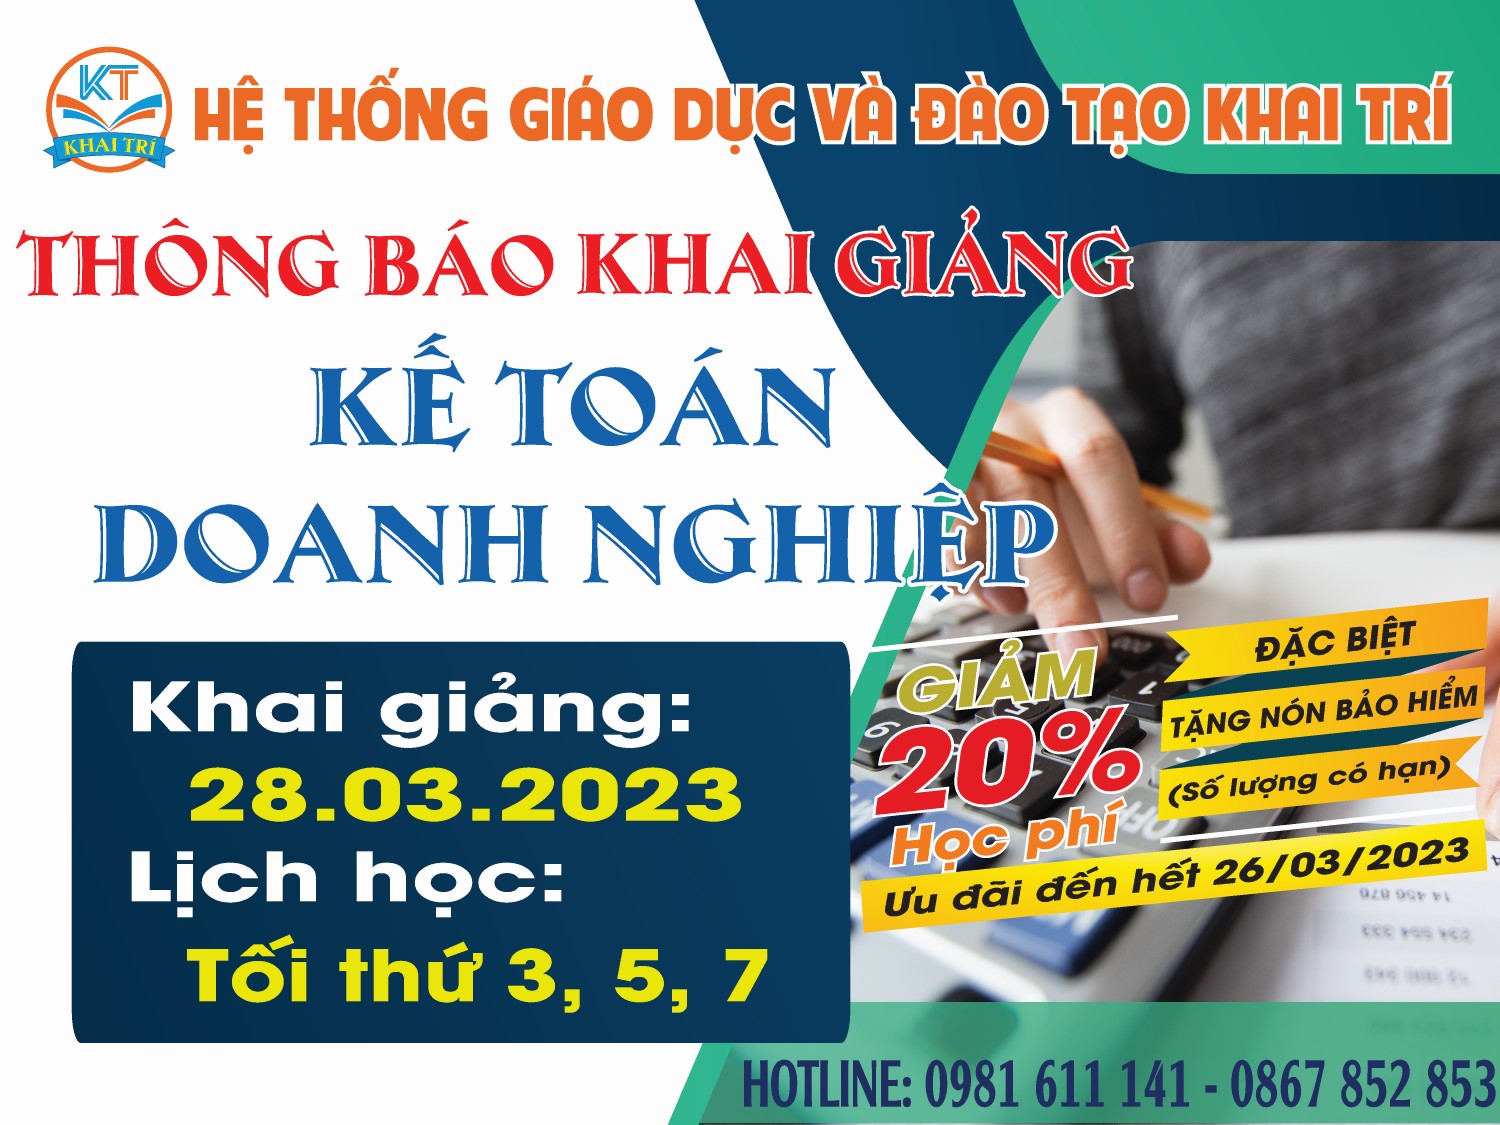 KT
KHAI TRÍ
HỆ THỐNG GIÁO DỤC VÀ ĐÀO TẠO KHAI TRÍ
THÔNG BÁO KHAI GIẢNG
KẾ TOÁN
DOANH NGHIỆP
Khai giảng:
28.03.2023
Lịch học:
Tối thứ 3, 5, 7
GIẢM
20%
Học phí
ĐẶC BIỆT
TẶNG NÓN BẢO HIỂM
(Số lượng có hạn)
Ưu đãi đến hết 26/03/2023
HOTLINE: 0981 611 141 - 0867 852 853